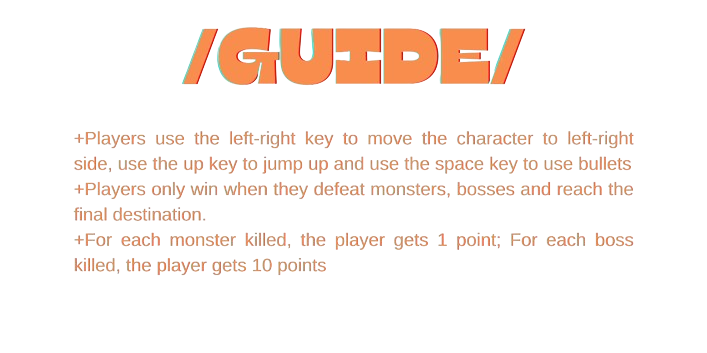 /GUIDE/
+Players use the left-right key to move the character to left-right
side, use the up key to jump up and use the space key to use bullets
+Players only win when they defeat monsters, bosses and reach the
final destination.
+For each monster killed, the player gets 1 point; For each boss
killed, the player gets 10 points